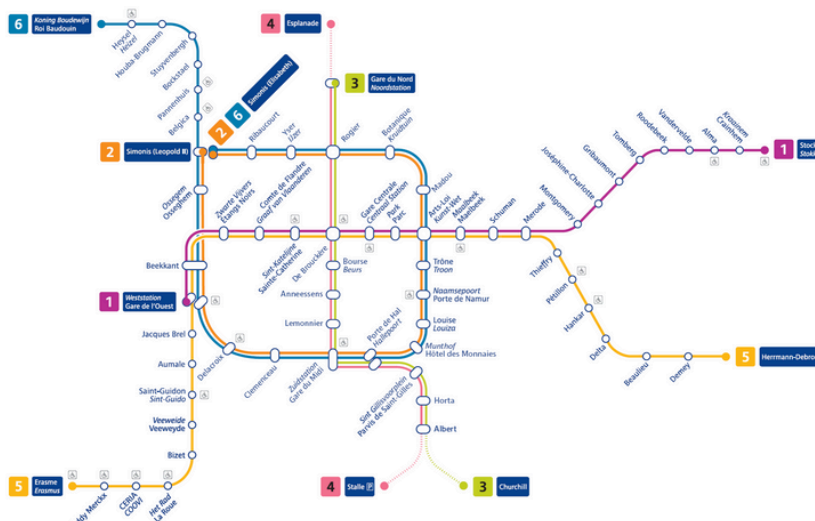 6
Koning Boudewijn
Roi Baudouin
Heysel
Heizel
Houba-Brugmann
Stuyvenbergh
Bockstael
Pannenhuis
Belgica
2
6
Simonis (Elisabeth)
2
Simonis (Leopold II)
Ossegem
Osseghem
4
Esplanade
3
Gare du Nord
Noordstation
Ribaucourt
Yser
IJzer
Rogier
Botanique
Kruidtuin
Madou
Zwarte Vijvers
Etangs Noirs
Comte de Flandre
Graaf van Vlaanderen
Sint-Katelijne
Sainte-Catherine
De Brouckère
Gare Centrale
Centraal Station
Park
Parc
Arts-Loi
Kunst-Wet
Maalbeek
Maelbeek
Schuman
Merode
Montgomery
Joséphine-Charlotte
Gribaumont
Tomberg
Roodebeek
Vandervelde
Alma
Kraainem
Crainhem
1
Stoc
Stok
Beekkant
1
Weststation
Gare de l'Ouest
Bourse
Beurs
Anneessens
Lemonnier
Trône
Troon
Naamsepoort
Porte de Namur
Louise
Louiza
Munthof
Hôtel des Monnaies
Porte de Hal
Hallepoort
Zuidstation
Gare du Midi
Clemenceau
Delacroix
Jacques Brel
Aumale
Saint-Guidon
Sint-Guido
Veeweide
Veeweyde
Bizet
Sint Gillisvoorplein
Parvis de Saint-Gilles
Horta
Albert
Thieffry
Pétillon
Hankar
Delta
Beaulieu
Demey
5
Herrmann-Debro
5
Erasme
Erasmus
ddy Merckx
CERIA
COOVI
Het Rad
La Roue
4
Stalle P
3
Churchill